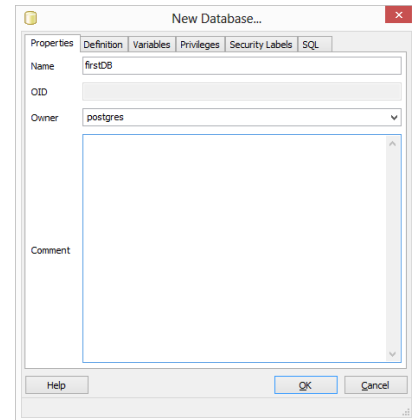 New Database...
Properties Definition Variables Privileges Security Labels SQL
Name firstDB
OID
Owner postgres
Comment
Help OK Cancel